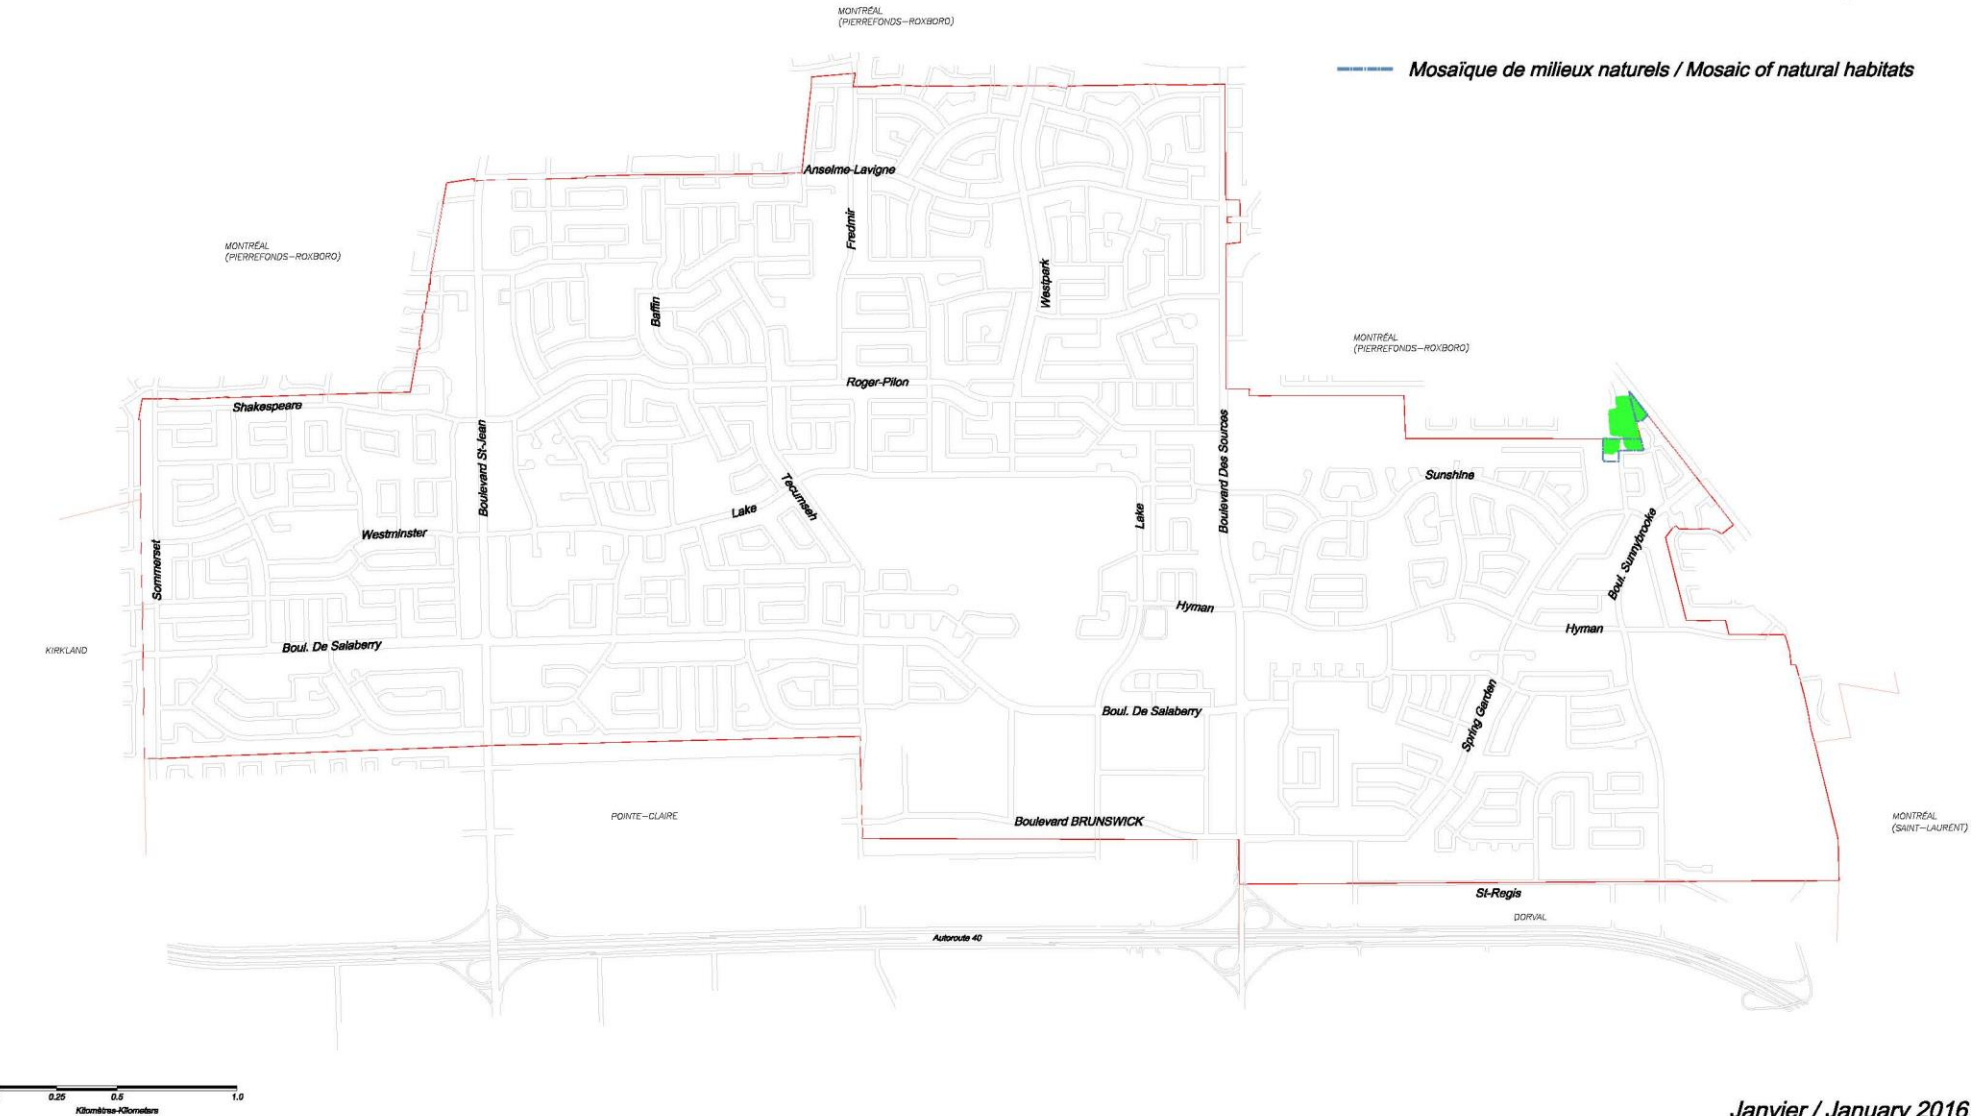 MONTRÉAL
(PIERREFONDS-ROXBORO)
Mosaïque de milieux naturels / Mosaic of natural habitats
Anselme-Lavigne
Fredmir
MONTRÉAL
(PIERREFONDS-ROXBORO)
Westpark
Baffin
MONTRÉAL
(PIERREFONDS-ROXBORO)
Roger-Pilon
Shakespeare
Boulevard St-Jean
Boulevard Des Sources
Sunshine
Tecumseh
Lake
Lake
Westminster
Boul. Sunnybrooke
Sommerset
Hyman
Hyman
Boul. De Salaberry
KIRKLAND
Boul. De Salaberry
Spring Garden
POINTE-CLAIRE
Boulevard BRUNSWICK
MONTRÉAL
(SAINT-LAURENT)
St-Regis
DORVAL
Autoroute 40
0.25 0.5 1.0
Kilomètres-Kilometers
Janvier / January 2016